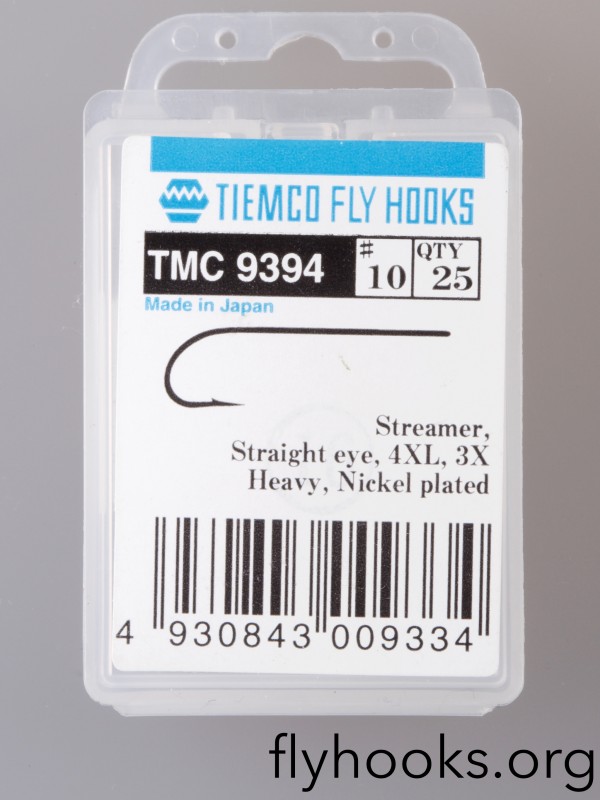 TIEMCO FLY HOOKS
TMC 9394 # 10 QTY 25
Made in Japan
Streamer,
Straight eye, 4XL, 3X
Heavy, Nickel plated
4 930843 009334
flyhooks.org